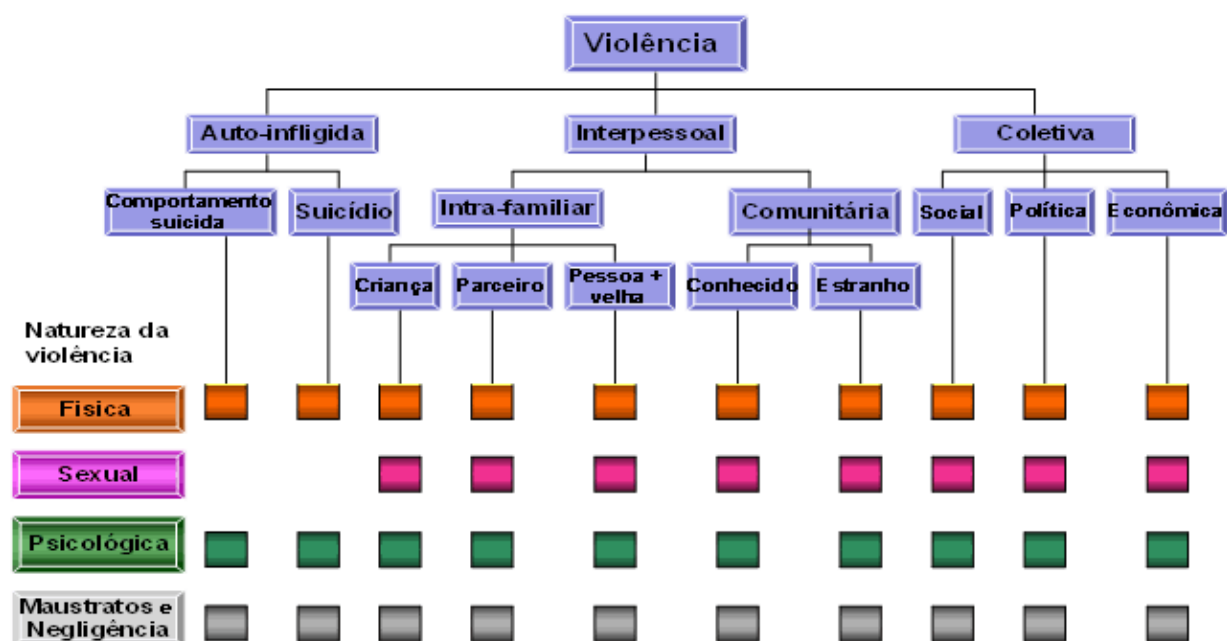 Violência
Auto-infligida
Interpessoal
Coletiva
Comportamento
suicida
Suicídio
Intra-familiar
Comunitária
Social
Política
Econômica
Criança
Parceiro
Pessoa +
velha
Conhecido
Estranho
Natureza da
violência
Fisica
Sexual
Psicológica
Maustratos e
Negligência